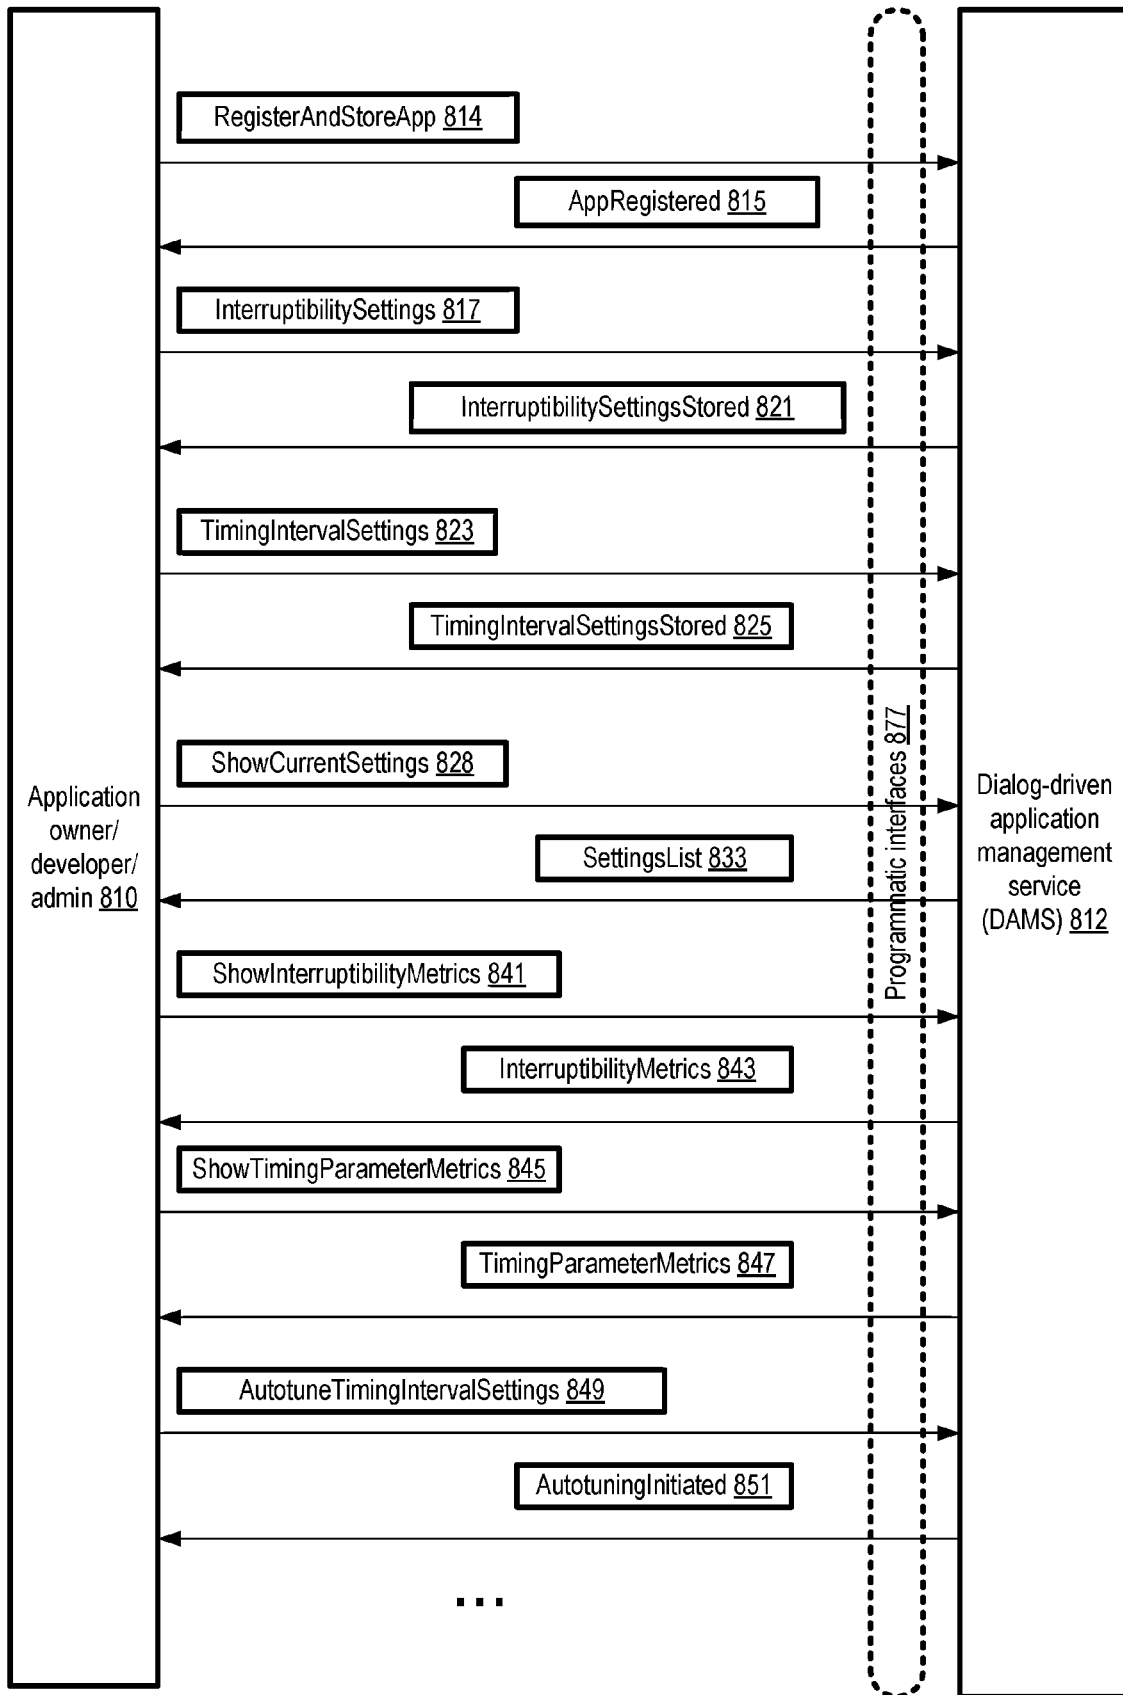 RegisterAndStoreApp 814
AppRegistered 815
InterruptibilitySettings 817
InterruptibilitySettingsStored 821
TimingIntervalSettings 823
TimingIntervalSettingsStored 825
ShowCurrentSettings 828
SettingsList 833
Application
owner/
developer/
admin 810
Programmatic interfaces 877
Dialog-driven
application
management
service
(DAMS) 812
ShowInterruptibilityMetrics 841
InterruptibilityMetrics 843
ShowTimingParameterMetrics 845
TimingParameterMetrics 847
AutotuneTimingIntervalSettings 849
AutotuningInitiated 851
...